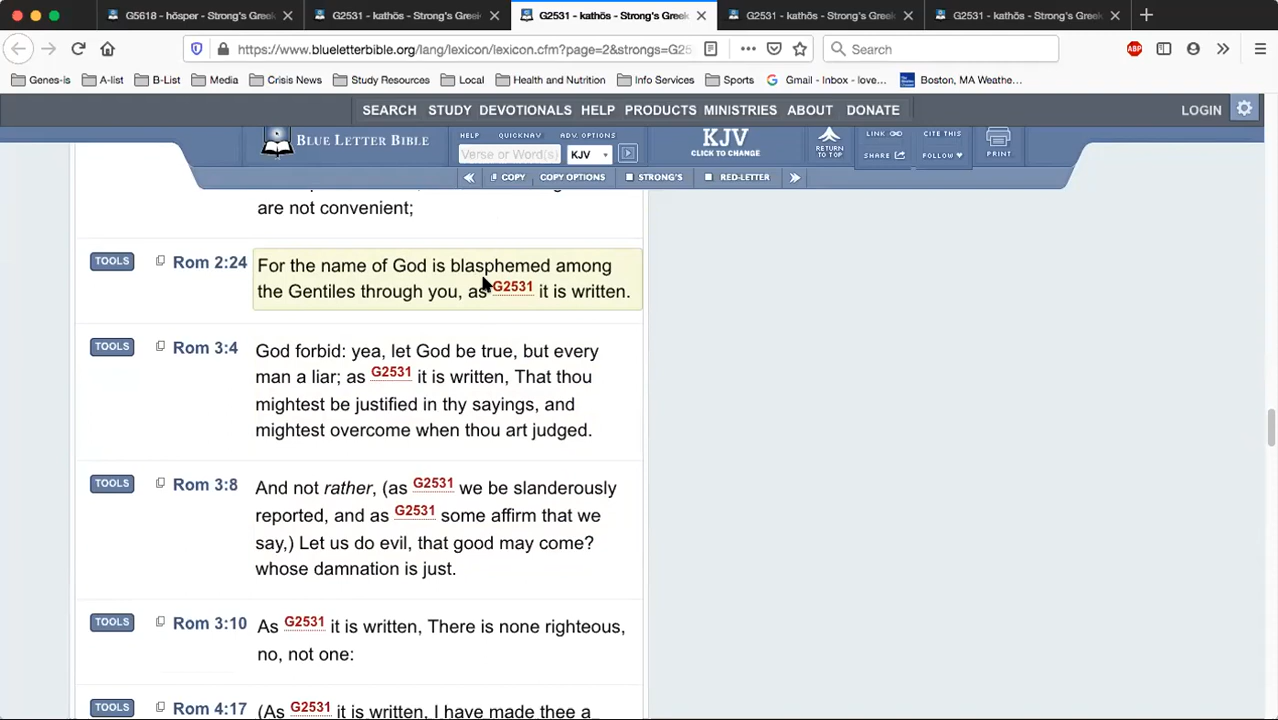 G5618 - hōsper - Strong's Greek
G2531 - kathōs - Strong's Greek
G2531 - kathōs - Strong's Greek
G2531 - kathōs - Strong's Greek
G2531 - kathōs - Strong's Greek
https://www.blueletterbible.org/lang/lexicon/lexicon.cfm?page=2&strongs=G25
Search
ABP
Genes-is A-list B-List Media Crisis News Study Resources Local Health and Nutrition Info Services Sports Gmail - Inbox - love... Boston, MA Weathe...
SEARCH STUDY DEVOTIONALS HELP PRODUCTS MINISTRIES ABOUT DONATE LOGIN
BLUE LETTER BIBLE
HELP QUICKNAV ADV. OPTIONS
Verse or Word(s) KJV
KJV
CLICK TO CHANGE
RETURN
TO TOP
LINK CITE THIS
SHARE FOLLOW
PRINT
COPY COPY OPTIONS STRONG'S RED-LETTER
are not convenient;
TOOLS Rom 2:24 For the name of God is blasphemed among
the Gentiles through you, as G2531 it is written.
TOOLS Rom 3:4 God forbid: yea, let God be true, but every
man a liar; as G2531 it is written, That thou
mightest be justified in thy sayings, and
mightest overcome when thou art judged.
TOOLS Rom 3:8 And not rather, (as G2531 we be slanderously
reported, and as G2531 some affirm that we
say,) Let us do evil, that good may come?
whose damnation is just.
TOOLS Rom 3:10 As G2531 it is written, There is none righteous,
no, not one:
TOOLS Rom 4:17 (As G2531 it is written, I have made thee a